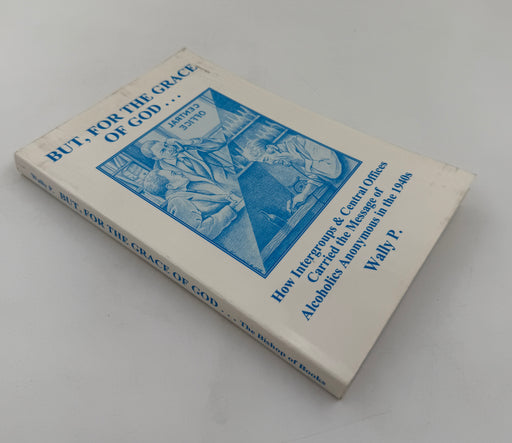 BUT, FOR THE GRACE
OF GOD . . .
CENTRAL
OFFICE
How Intergroups & Central Offices
Carried the Message of
Alcoholics Anonymous in the 1940s
Wally P.
Wally P. BUT, FOR THE GRACE OF GOD . . . The Bishop of Books